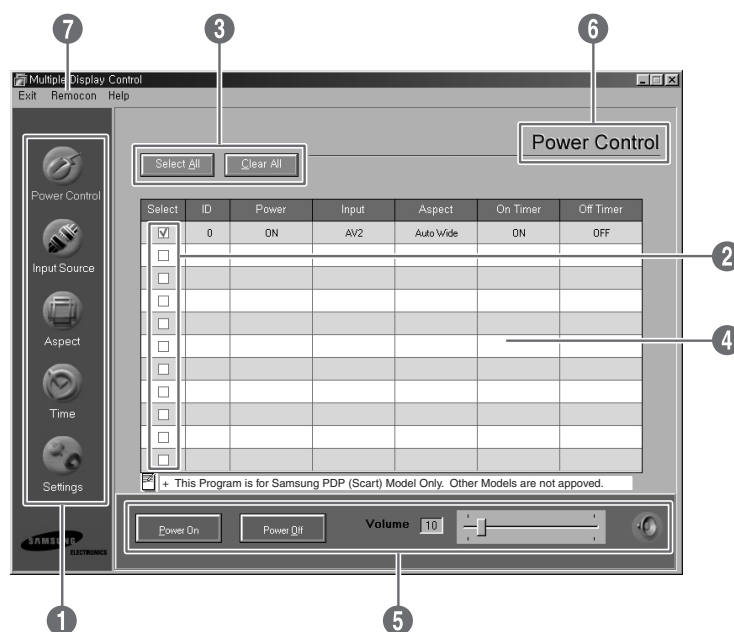 7 3 6
Multiple Display Control
Exit Remocon Help
Power Control
Select All Clear All
Power Control
Input Source
Aspect
Time
Settings
Select ID Power Input Aspect On Timer Off Timer
0 ON AV2 Auto Wide ON OFF
2
4
+ This Program is for Samsung PDP (Scart) Model Only. Other Models are not appoved.
Power On Power Off Volume 10
SAMSUNG
ELECTRONICS
1 5